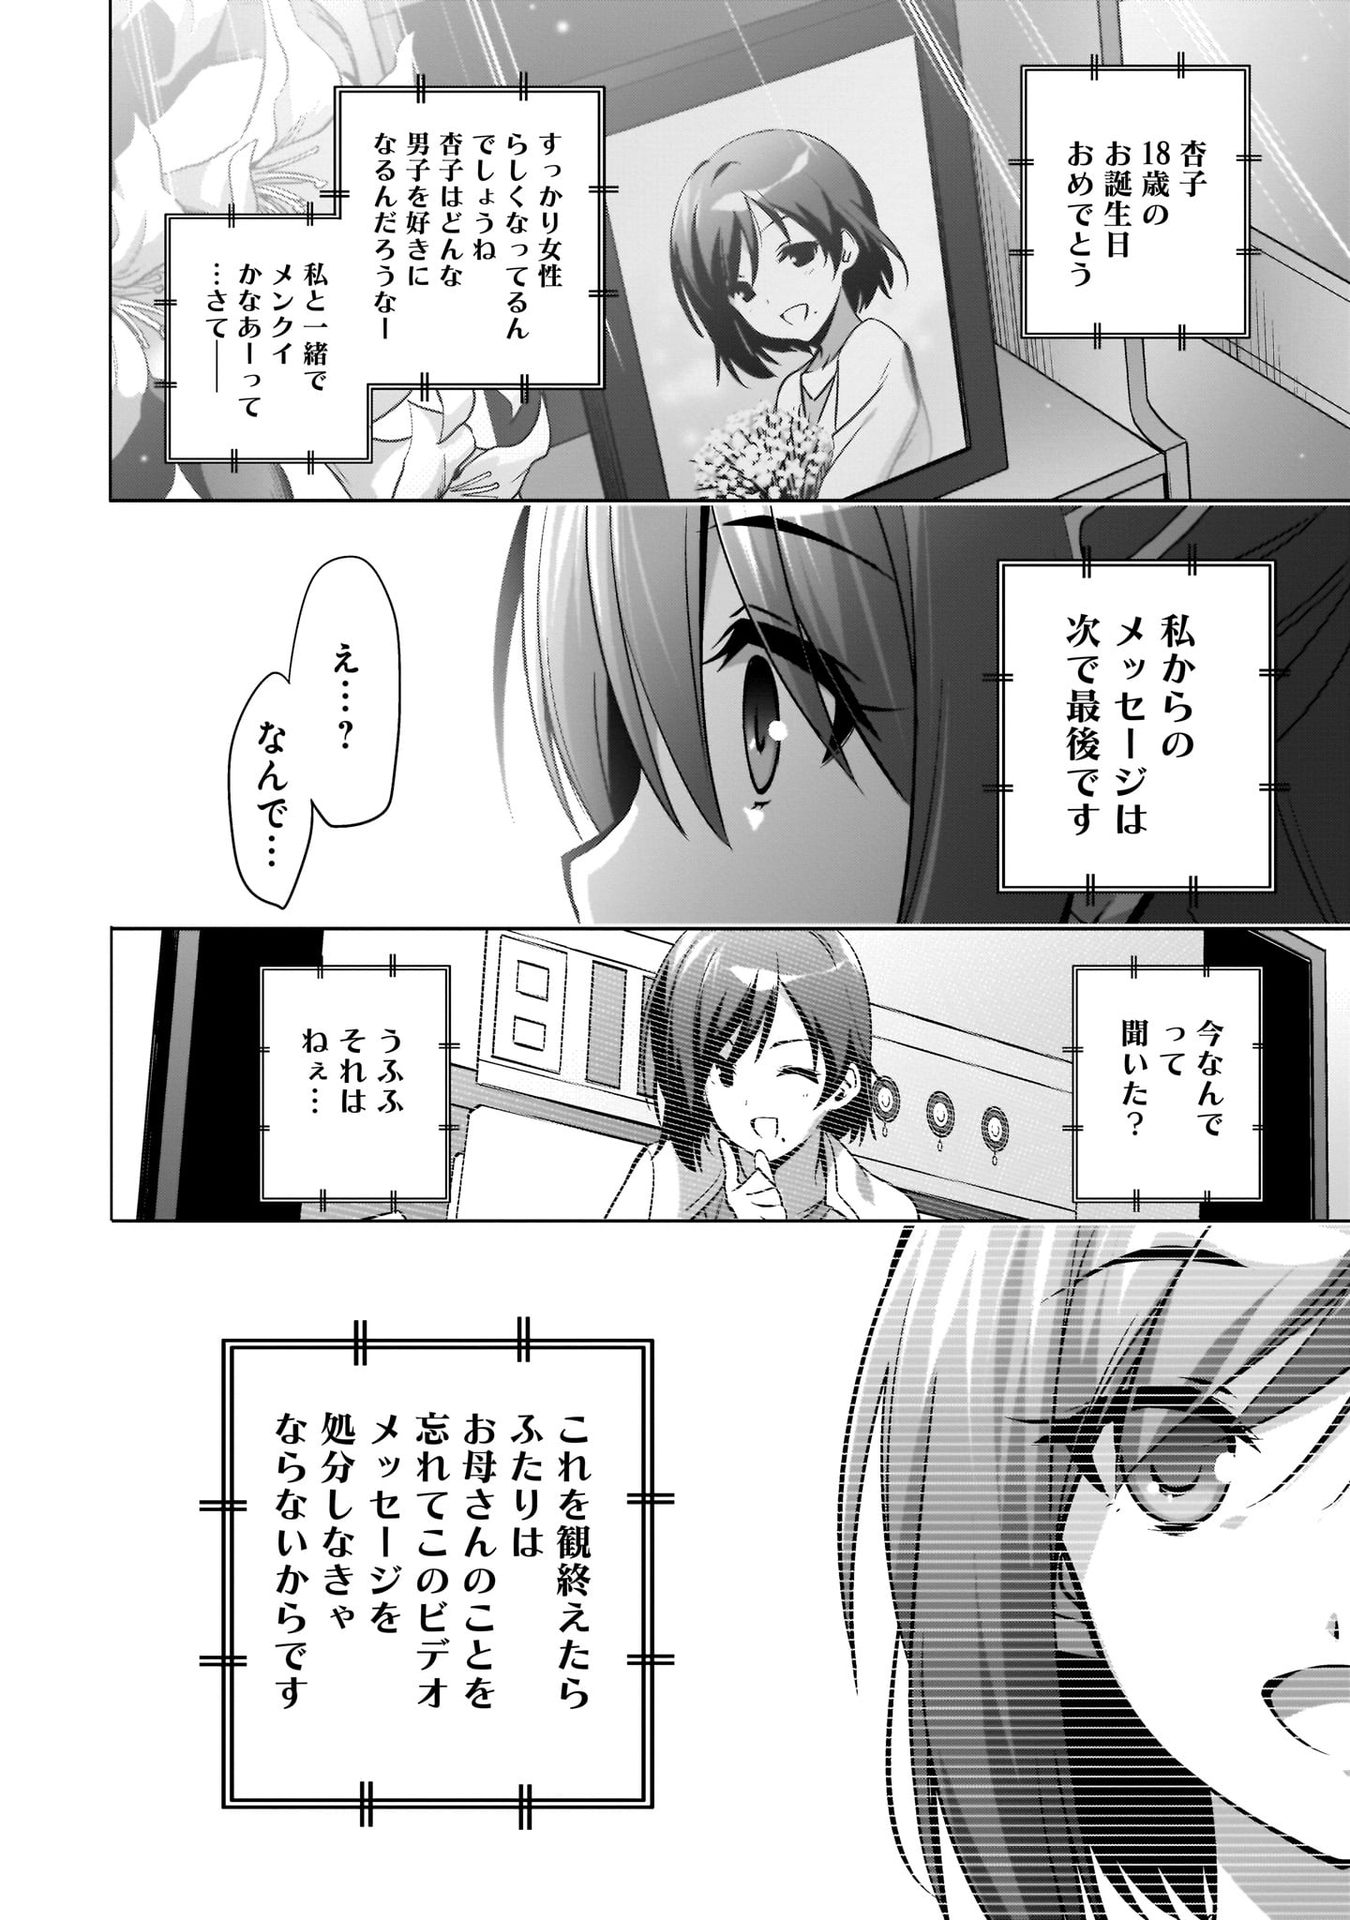 杏子
18歳の
お誕生日
おめでとう
すっかり女性
らしくなってるん
でしょうね
杏子はどんな
男子を好きに
なるんだろうなー
私と一緒で
メンクイ
かなあーって
…さて――
私からの
メッセージは
次で最後です
え…?
なんで…
今なんで
って
聞いた?
うふふ
それは
ねぇ…
これを観終えたら
ふたりは
お母さんのことを
忘れてこのビデオ
メッセージを
処分しなきゃ
ならないからです